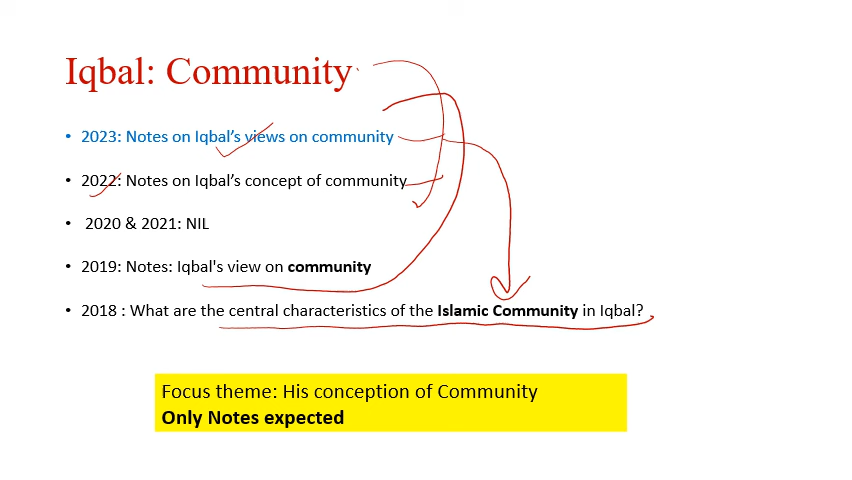 Iqbal: Community
• 2023: Notes on Iqbal’s views on community
• 2022: Notes on Iqbal’s concept of community
• 2020 & 2021: NIL
• 2019: Notes: Iqbal's view on community
• 2018 : What are the central characteristics of the Islamic Community in Iqbal?
Focus theme: His conception of Community
Only Notes expected